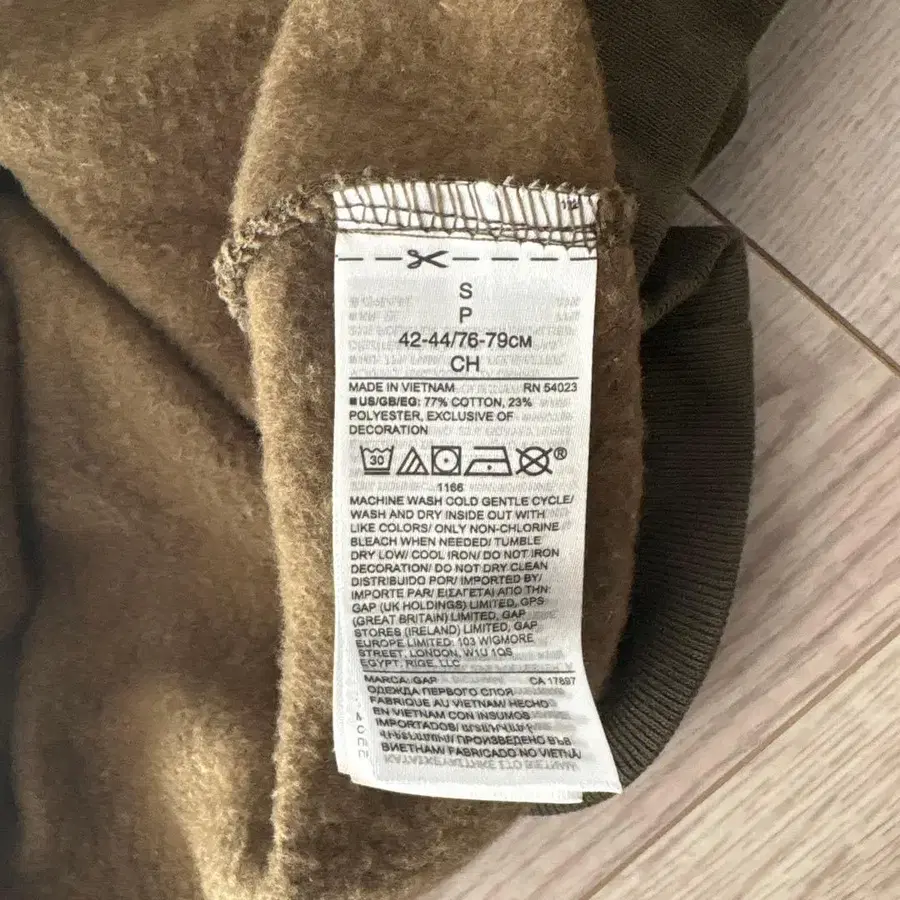 112
S
P
42-44/76-79CM
CH
MADE IN VIETNAM RN 54023
■ US/GB/EG: 77% COTTON, 23%
POLYESTER, EXCLUSIVE OF
DECORATION
30 ®
1166
MACHINE WASH COLD GENTLE CYCLE/
WASH AND DRY INSIDE OUT WITH
LIKE COLORS/ ONLY NON-CHLORINE
BLEACH WHEN NEEDED/ TUMBLE
DRY LOW/ COOL IRON/ DO NOT IRON
DECORATION/ DO NOT DRY CLEAN
DISTRIBUIDO POR/ IMPORTED BY/
IMPORTE PAR/ ΕΙΣΑΓΕΤΑΙ ΑΠΟ ΤΗΝ:
GAP (UK HOLDINGS) LIMITED, GPS
(GREAT BRITAIN) LIMITED, GAP
STORES (IRELAND) LIMITED, GAP
EUROPE LIMITED: 103 WIGMORE
STREET, LONDON, W1U 1QS
EGYPT: RIGE, LLC
MARCA: GAP CA 17897
ОДЕЖДА ПЕРВОГО СЛОЯ
FABRIQUE AU VIETNAM/ HECHO
EN VIETNAM CON INSUMOS
IMPORTADOS/
ПРОИЗВЕДЕНО ВЪВ
ВИЕТНАМ/ FABRICADO NO VIETNA